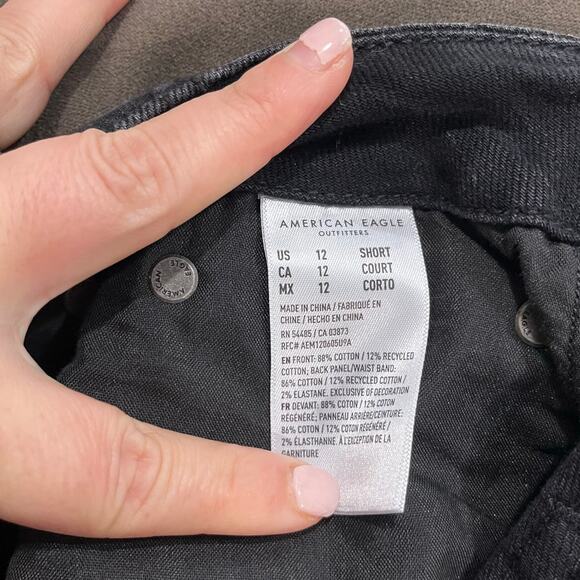 AMERICAN EAGLE
OUTFITTERS
US 12 SHORT
CA 12 COURT
MX 12 CORTO
MADE IN CHINA / FABRIQUÉ EN
CHINE / HECHO EN CHINA
RN 54485 / CA 03873
RFC# AEM120605U9A
EN FRONT: 88% COTTON / 12% RECYCLED
COTTON; BACK PANEL/WAIST BAND:
86% COTTON / 12% RECYCLED COTTON /
2% ELASTANE. EXCLUSIVE OF DECORATION
FR DEVANT: 88% COTTON / 12% COTON
RÉGÉNÉRÉ; PANNEAU ARRIÈRE/CEINTURE:
86% COTON / 12% COTON RÉGÉNÉRÉ /
2% ÉLASTHANNE. À L'EXCEPTION DE LA
GARNITURE
AMERICAN
EAGLE